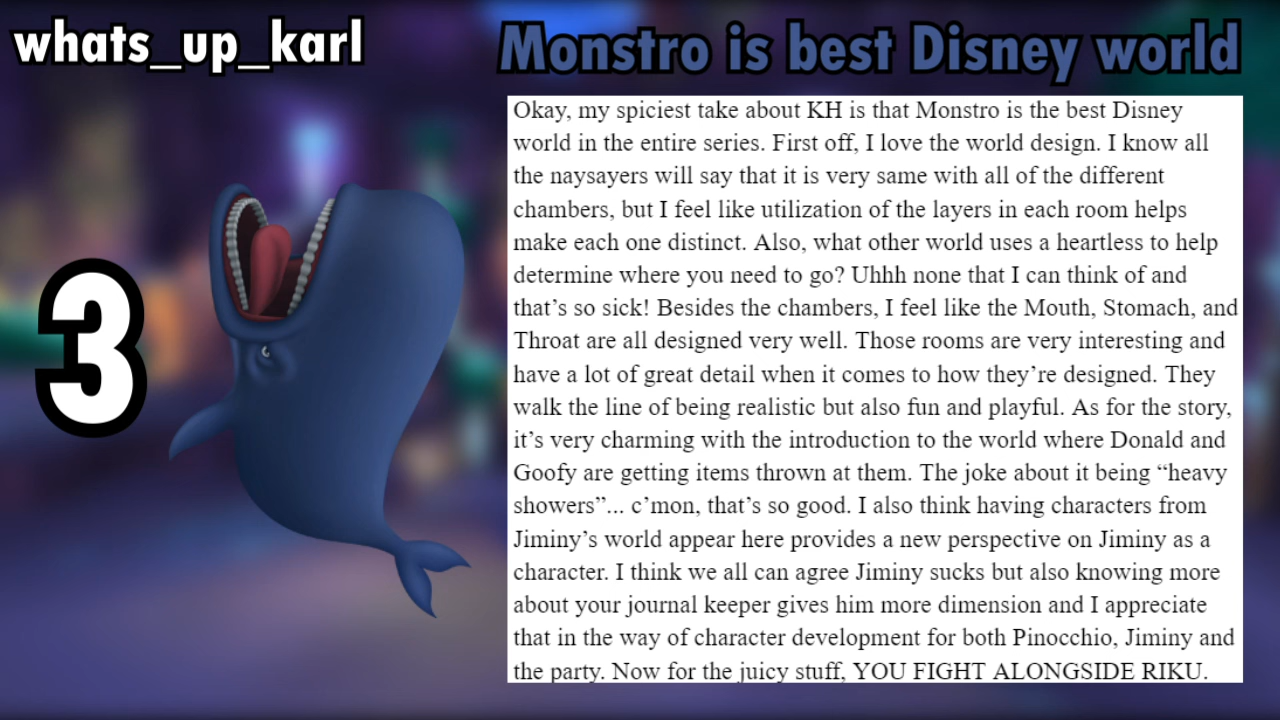 whats_up_karl
Monstro is best Disney world
3
Okay, my spiciest take about KH is that Monstro is the best Disney
world in the entire series. First off, I love the world design. I know all
the naysayers will say that it is very same with all of the different
chambers, but I feel like utilization of the layers in each room helps
make each one distinct. Also, what other world uses a heartless to help
determine where you need to go? Uhhh none that I can think of and
that’s so sick! Besides the chambers, I feel like the Mouth, Stomach, and
Throat are all designed very well. Those rooms are very interesting and
have a lot of great detail when it comes to how they’re designed. They
walk the line of being realistic but also fun and playful. As for the story,
it’s very charming with the introduction to the world where Donald and
Goofy are getting items thrown at them. The joke about it being “heavy
showers”... c’mon, that’s so good. I also think having characters from
Jiminy’s world appear here provides a new perspective on Jiminy as a
character. I think we all can agree Jiminy sucks but also knowing more
about your journal keeper gives him more dimension and I appreciate
that in the way of character development for both Pinocchio, Jiminy and
the party. Now for the juicy stuff, YOU FIGHT ALONGSIDE RIKU.